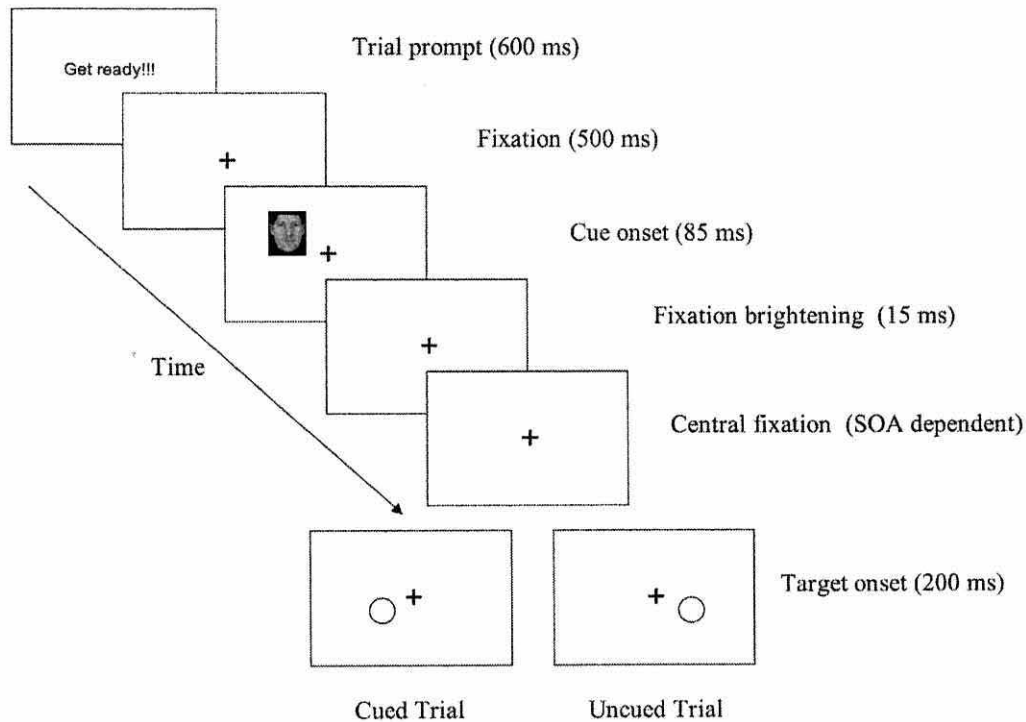 Get ready!!!
Trial prompt (600 ms)
Fixation (500 ms)
Cue onset (85 ms)
Fixation brightening (15 ms)
Time
Central fixation (SOA dependent)
Target onset (200 ms)
Cued Trial
Uncued Trial